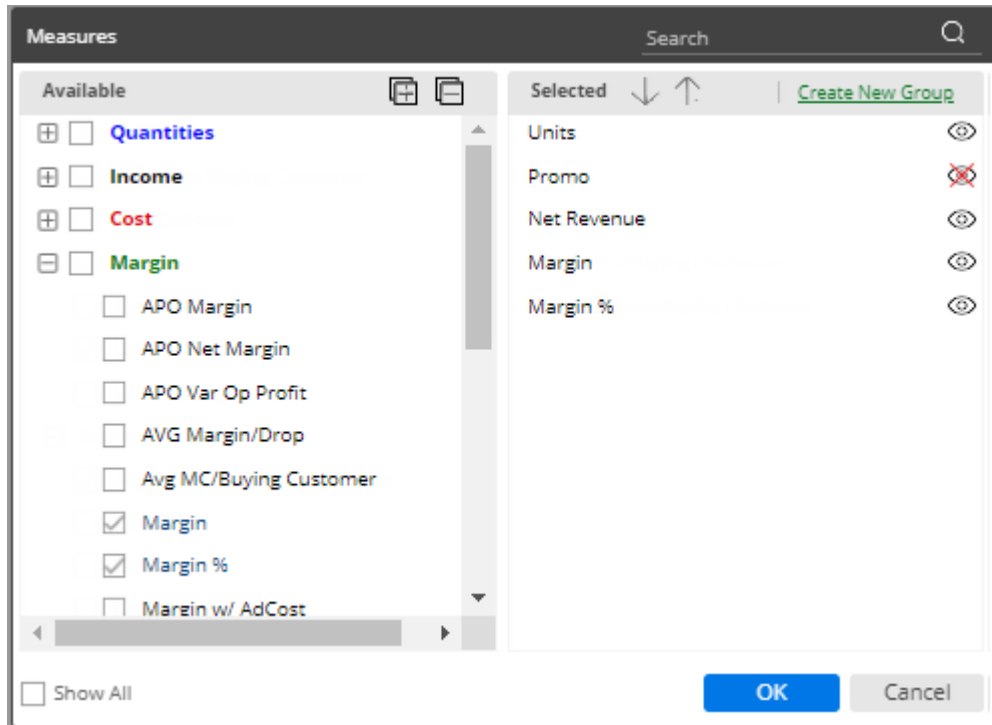 Measures
Search
Available
Selected
Create New Group
Quantities
Income
Cost
Margin
APO Margin
APO Net Margin
APO Var Op Profit
AVG Margin/Drop
Avg MC/Buying Customer
Margin
Margin %
Margin w/ AdCost
Units
Promo
Net Revenue
Margin
Margin %
Show All
OK
Cancel